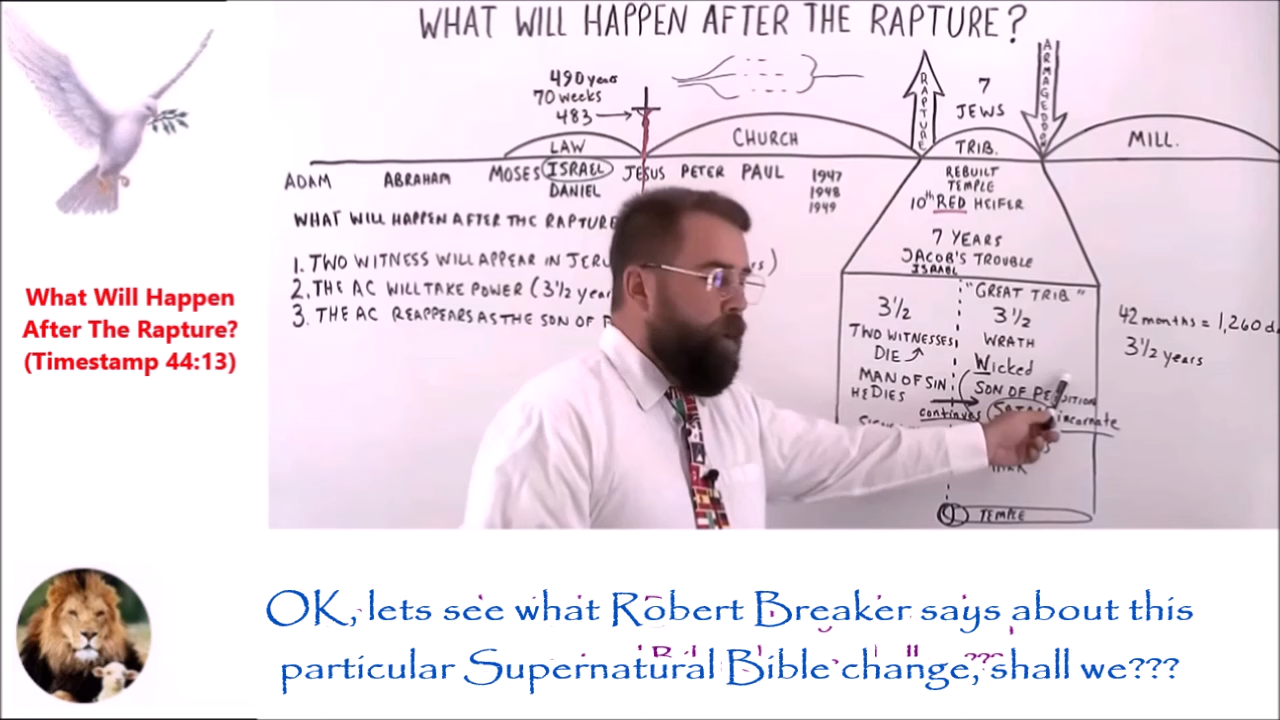 WHAT WILL HAPPEN AFTER THE RAPTURE?
490 years
70 weeks
483
LAW
CHURCH
RAPTURE
7
JEWS
TRIB.
ARMAGEDDON
MILL.
ADAM
ABRAHAM
MOSES
ISRAEL
DANIEL
JESUS
PETER
PAUL
1947
1948
1949
REBUILT
TEMPLE
10th RED HEIFER
7 YEARS
JACOB'S TROUBLE
ISRAEL
WHAT WILL HAPPEN AFTER THE RAPTURE
1. TWO WITNESS WILL APPEAR IN
2. THE AC WILL TAKE POWER (3½
3. THE AC REAPPEARS AS THE SON OF
3½
TWO WITNESSES
DIE
MAN OF SIN
HE DIES
continues
"GREAT TRIB"
3½
WRATH
Wicked
SON OF
incarnate
TEMPLE
42 months = 1,260
3½ years
What Will Happen
After The Rapture?
(Timestamp 44:13)
OK, lets see what Robert Breaker says about this
particular Supernatural Bible change, shall we???